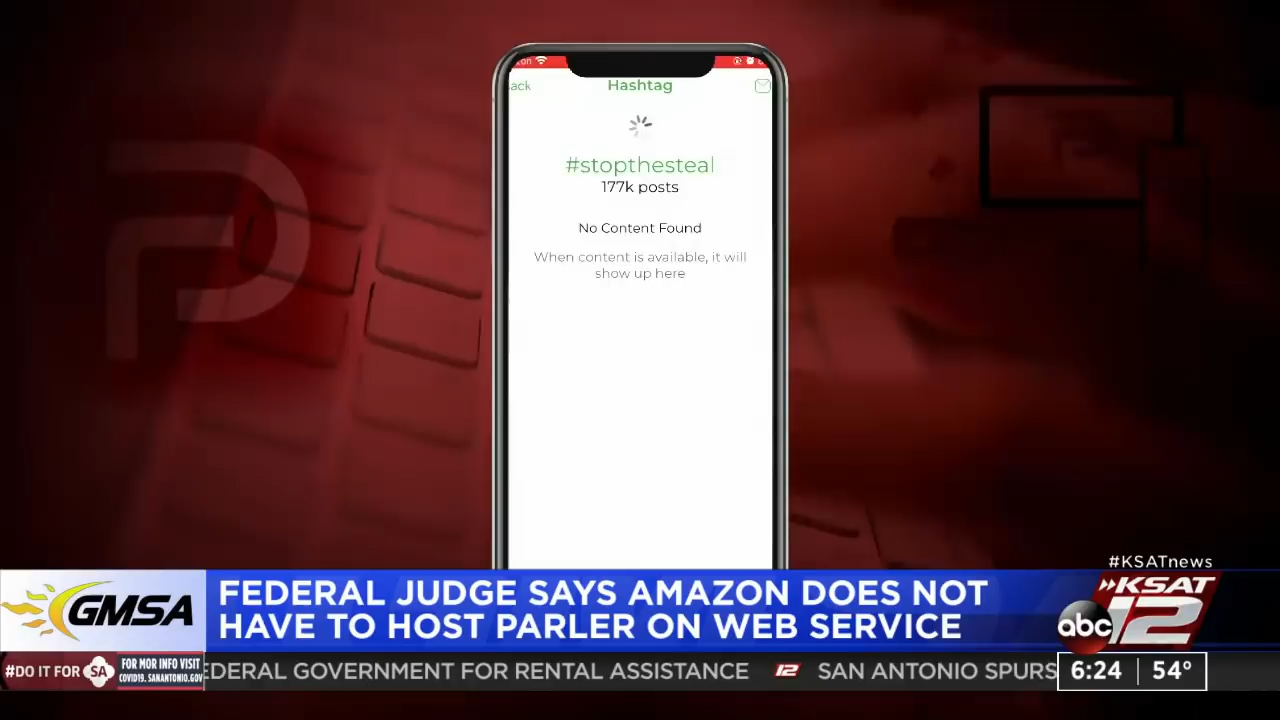 ack
Hashtag
#stopthesteal
177k posts
No Content Found
When content is available, it will
show up here
#KSATnews
GMSA
FEDERAL JUDGE SAYS AMAZON DOES NOT
HAVE TO HOST PARLER ON WEB SERVICE
abc
KSAT
12
#DO IT FOR SA
FOR MOR INFO VISIT
COVID19. SANANTONIO.GOV
EDERAL GOVERNMENT FOR RENTAL ASSISTANCE 12 SAN ANTONIO SPURS
6:24 54°